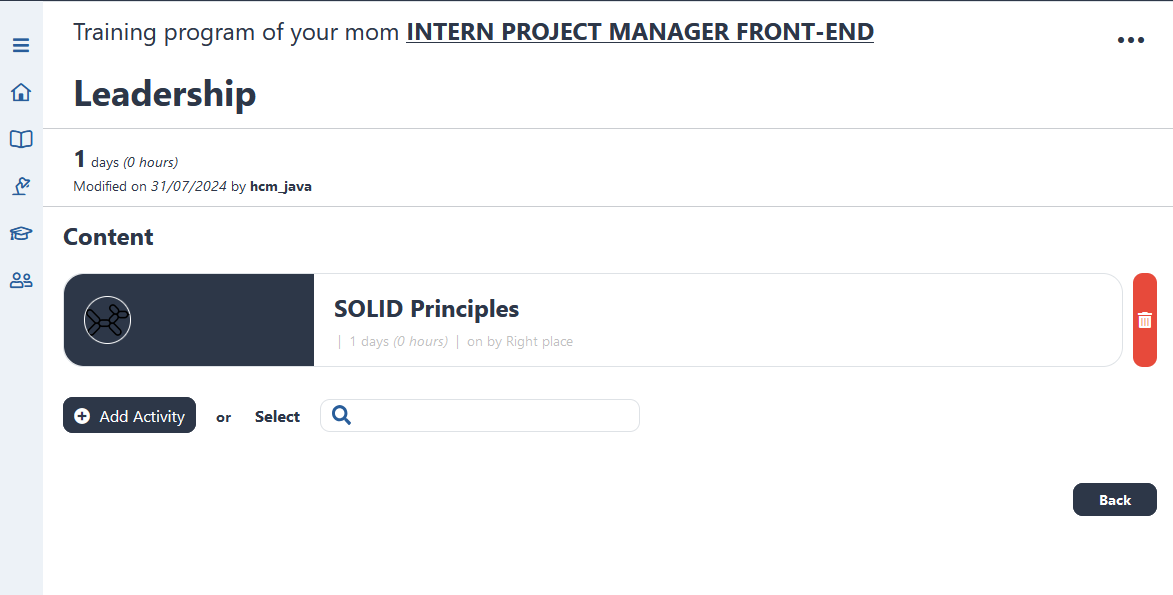 Training program of your mom INTERN PROJECT MANAGER FRONT-END
Leadership
1 days (0 hours)
Modified on 31/07/2024 by hcm_java
Content
SOLID Principles
| 1 days (0 hours) | on by Right place
Add Activity or Select
Back